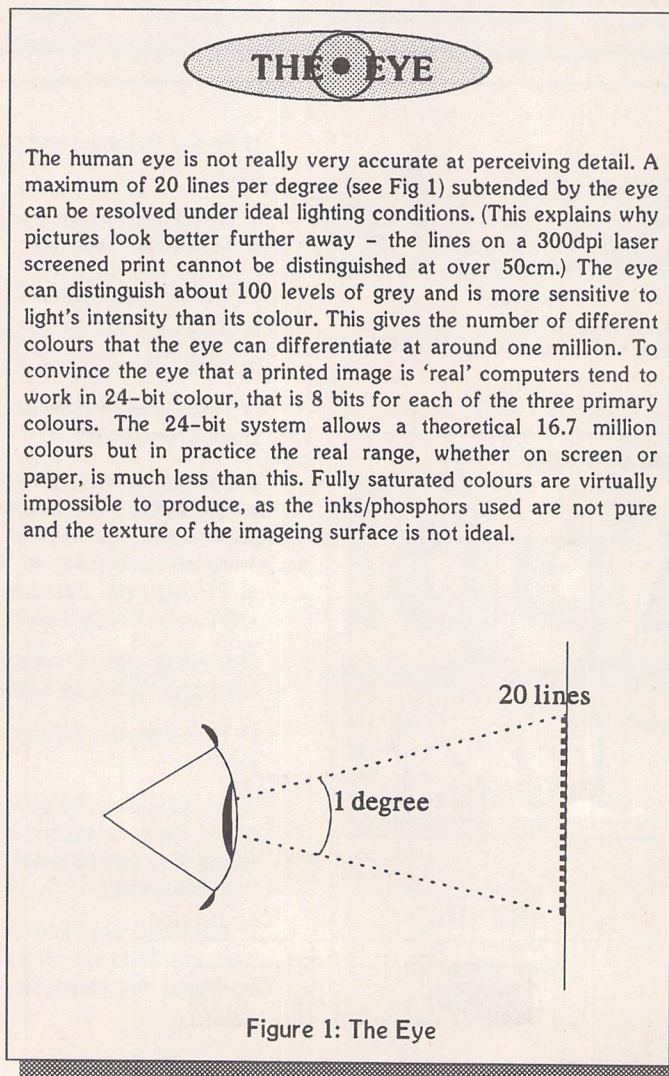 THE EYE
The human eye is not really very accurate at perceiving detail. A
maximum of 20 lines per degree (see Fig 1) subtended by the eye
can be resolved under ideal lighting conditions. (This explains why
pictures look better further away – the lines on a 300dpi laser
screened print cannot be distinguished at over 50cm.) The eye
can distinguish about 100 levels of grey and is more sensitive to
light's intensity than its colour. This gives the number of different
colours that the eye can differentiate at around one million. To
convince the eye that a printed image is 'real' computers tend to
work in 24-bit colour, that is 8 bits for each of the three primary
colours. The 24-bit system allows a theoretical 16.7 million
colours but in practice the real range, whether on screen or
paper, is much less than this. Fully saturated colours are virtually
impossible to produce, as the inks/phosphors used are not pure
and the texture of the imageing surface is not ideal.
20 lines
1 degree
Figure 1: The Eye